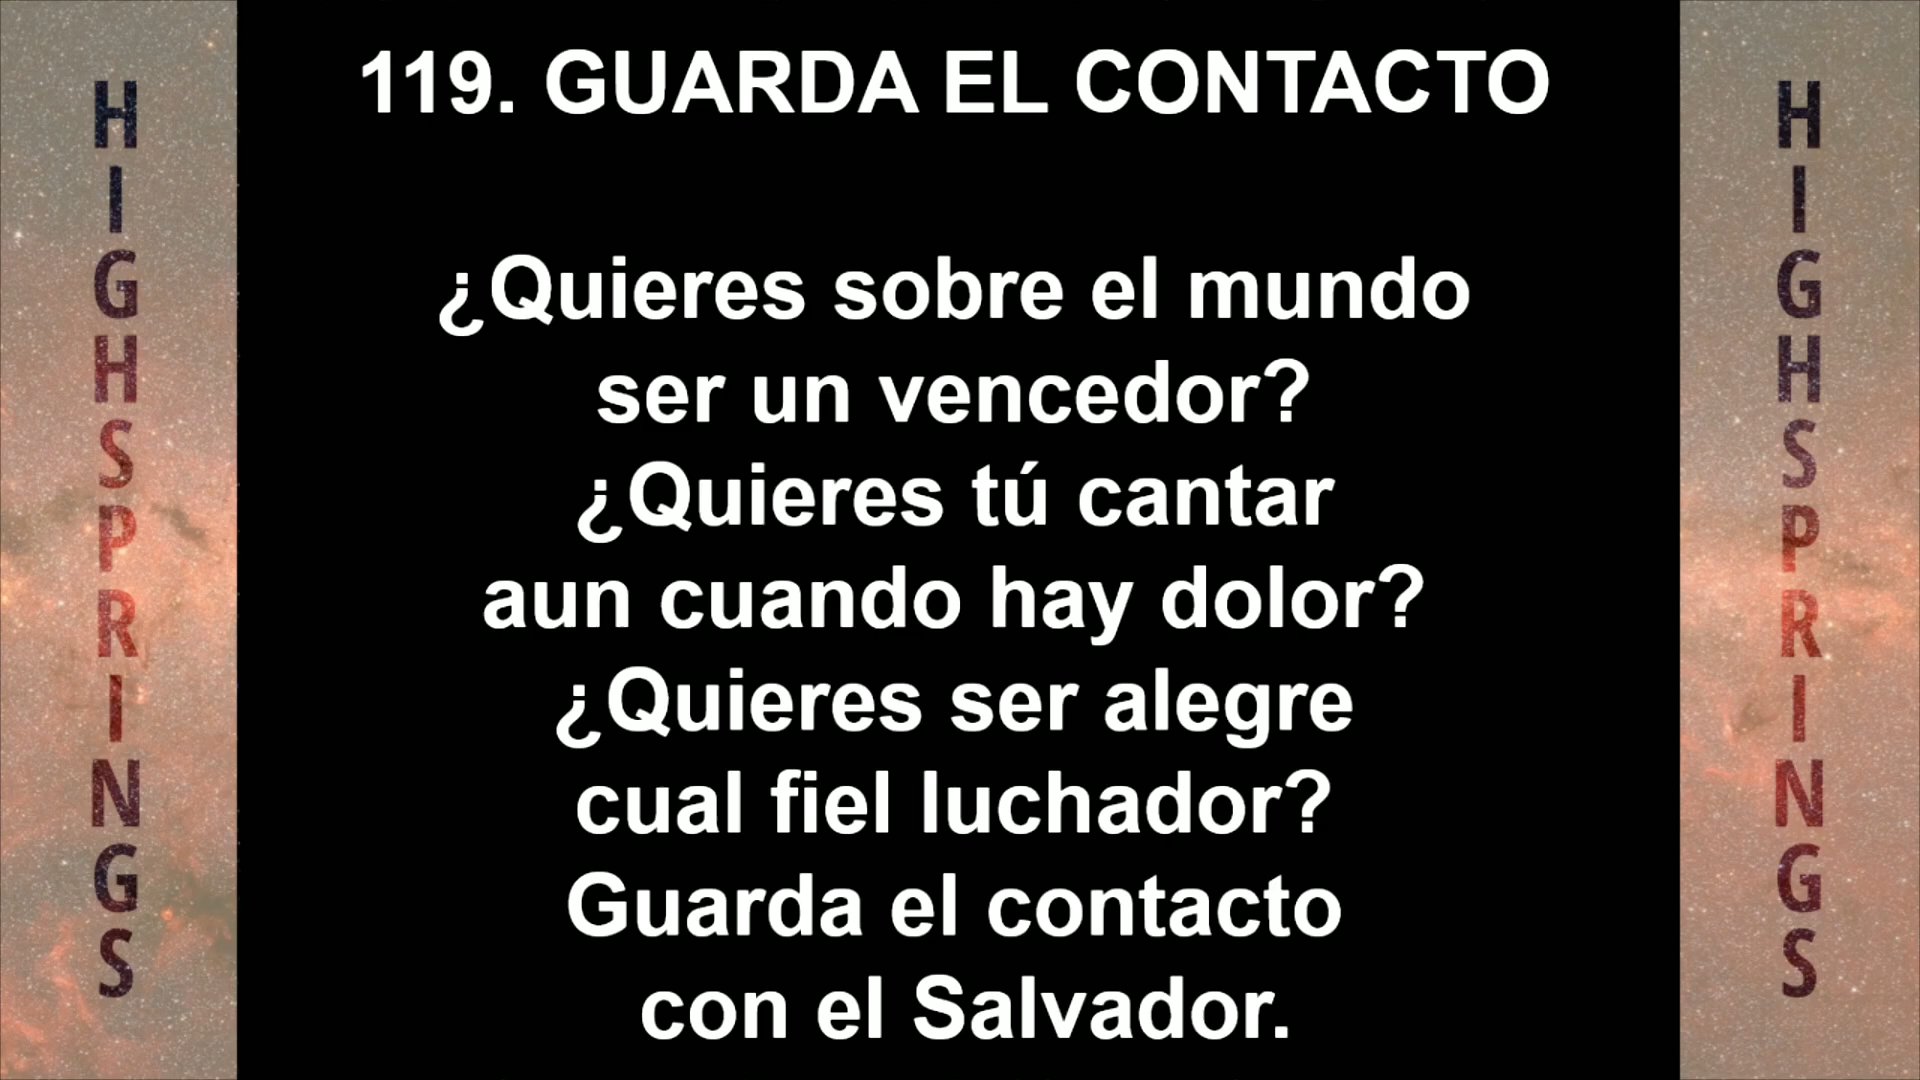 119. GUARDA EL CONTACTO
¿Quieres sobre el mundo
ser un vencedor?
¿Quieres tú cantar
aun cuando hay dolor?
¿Quieres ser alegre
cual fiel luchador?
Guarda el contacto
con el Salvador.
HIGHSPRINGS
HIGHSPRINGS